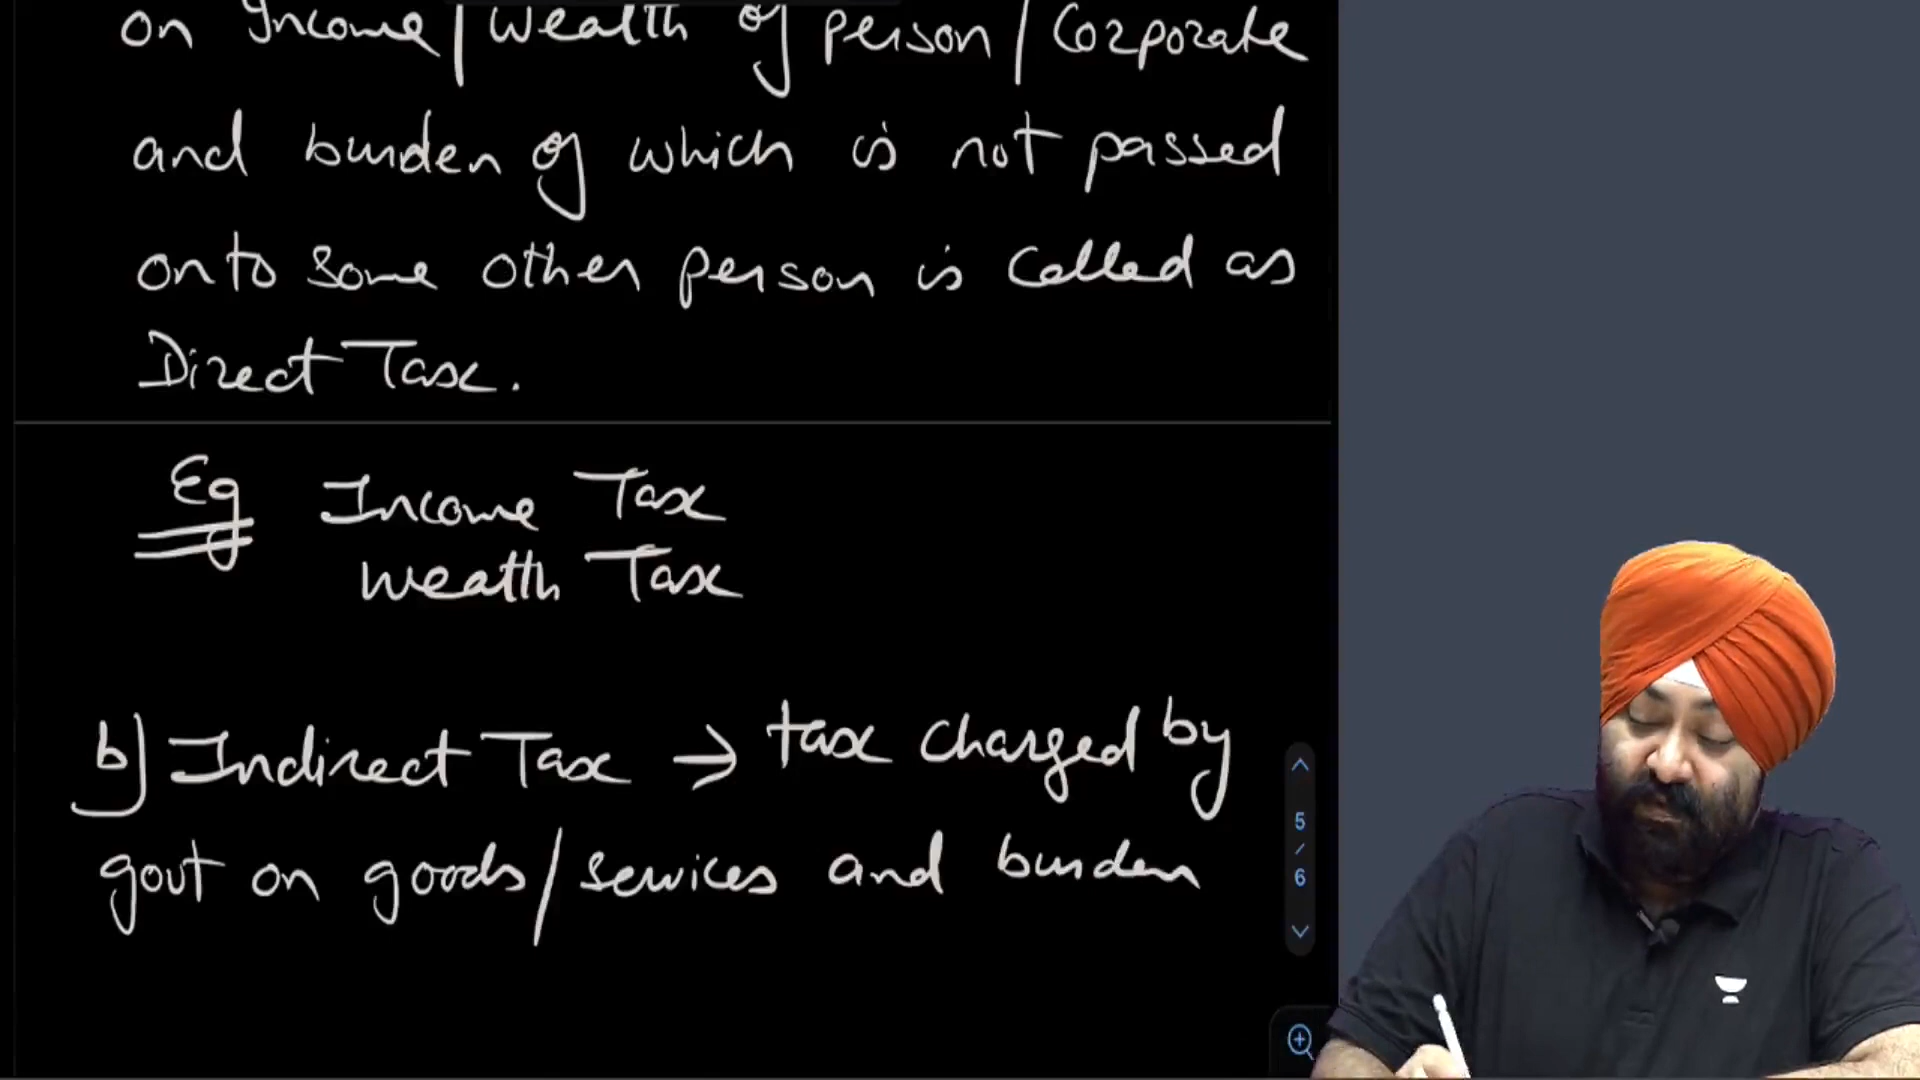 on Income/wealth of person/Corporate
and burden of which is not passed
onto some other person is called as
Direct Tax.
Eg Income Tax
wealth Tax
b) Indirect Tax → tax charged by
govt on goods/services and burden
5
/
6